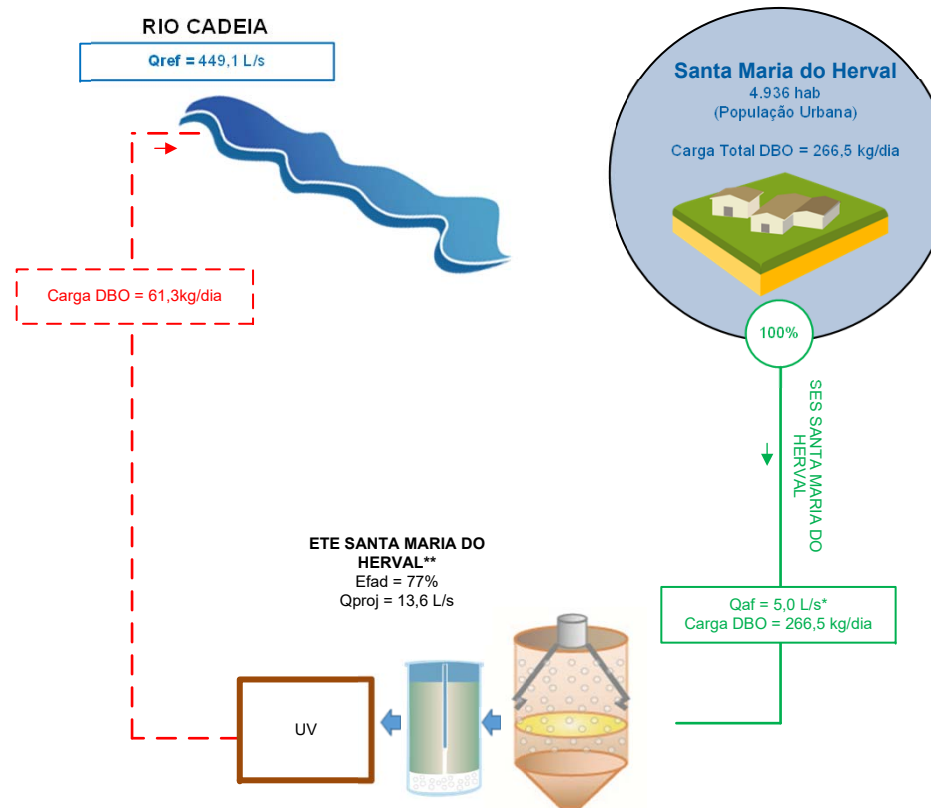 RIO CADEIA
Qref = 449,1 L/s
Santa Maria do Herval
4.936 hab
(População Urbana)
Carga Total DBO = 266,5 kg/dia
100%
Carga DBO = 61,3kg/dia
SES SANTA MARIA DO
HERVAL
ETE SANTA MARIA DO
HERVAL**
Efad = 77%
Qproj = 13,6 L/s
Qaf = 5,0 L/s*
Carga DBO = 266,5 kg/dia
UV